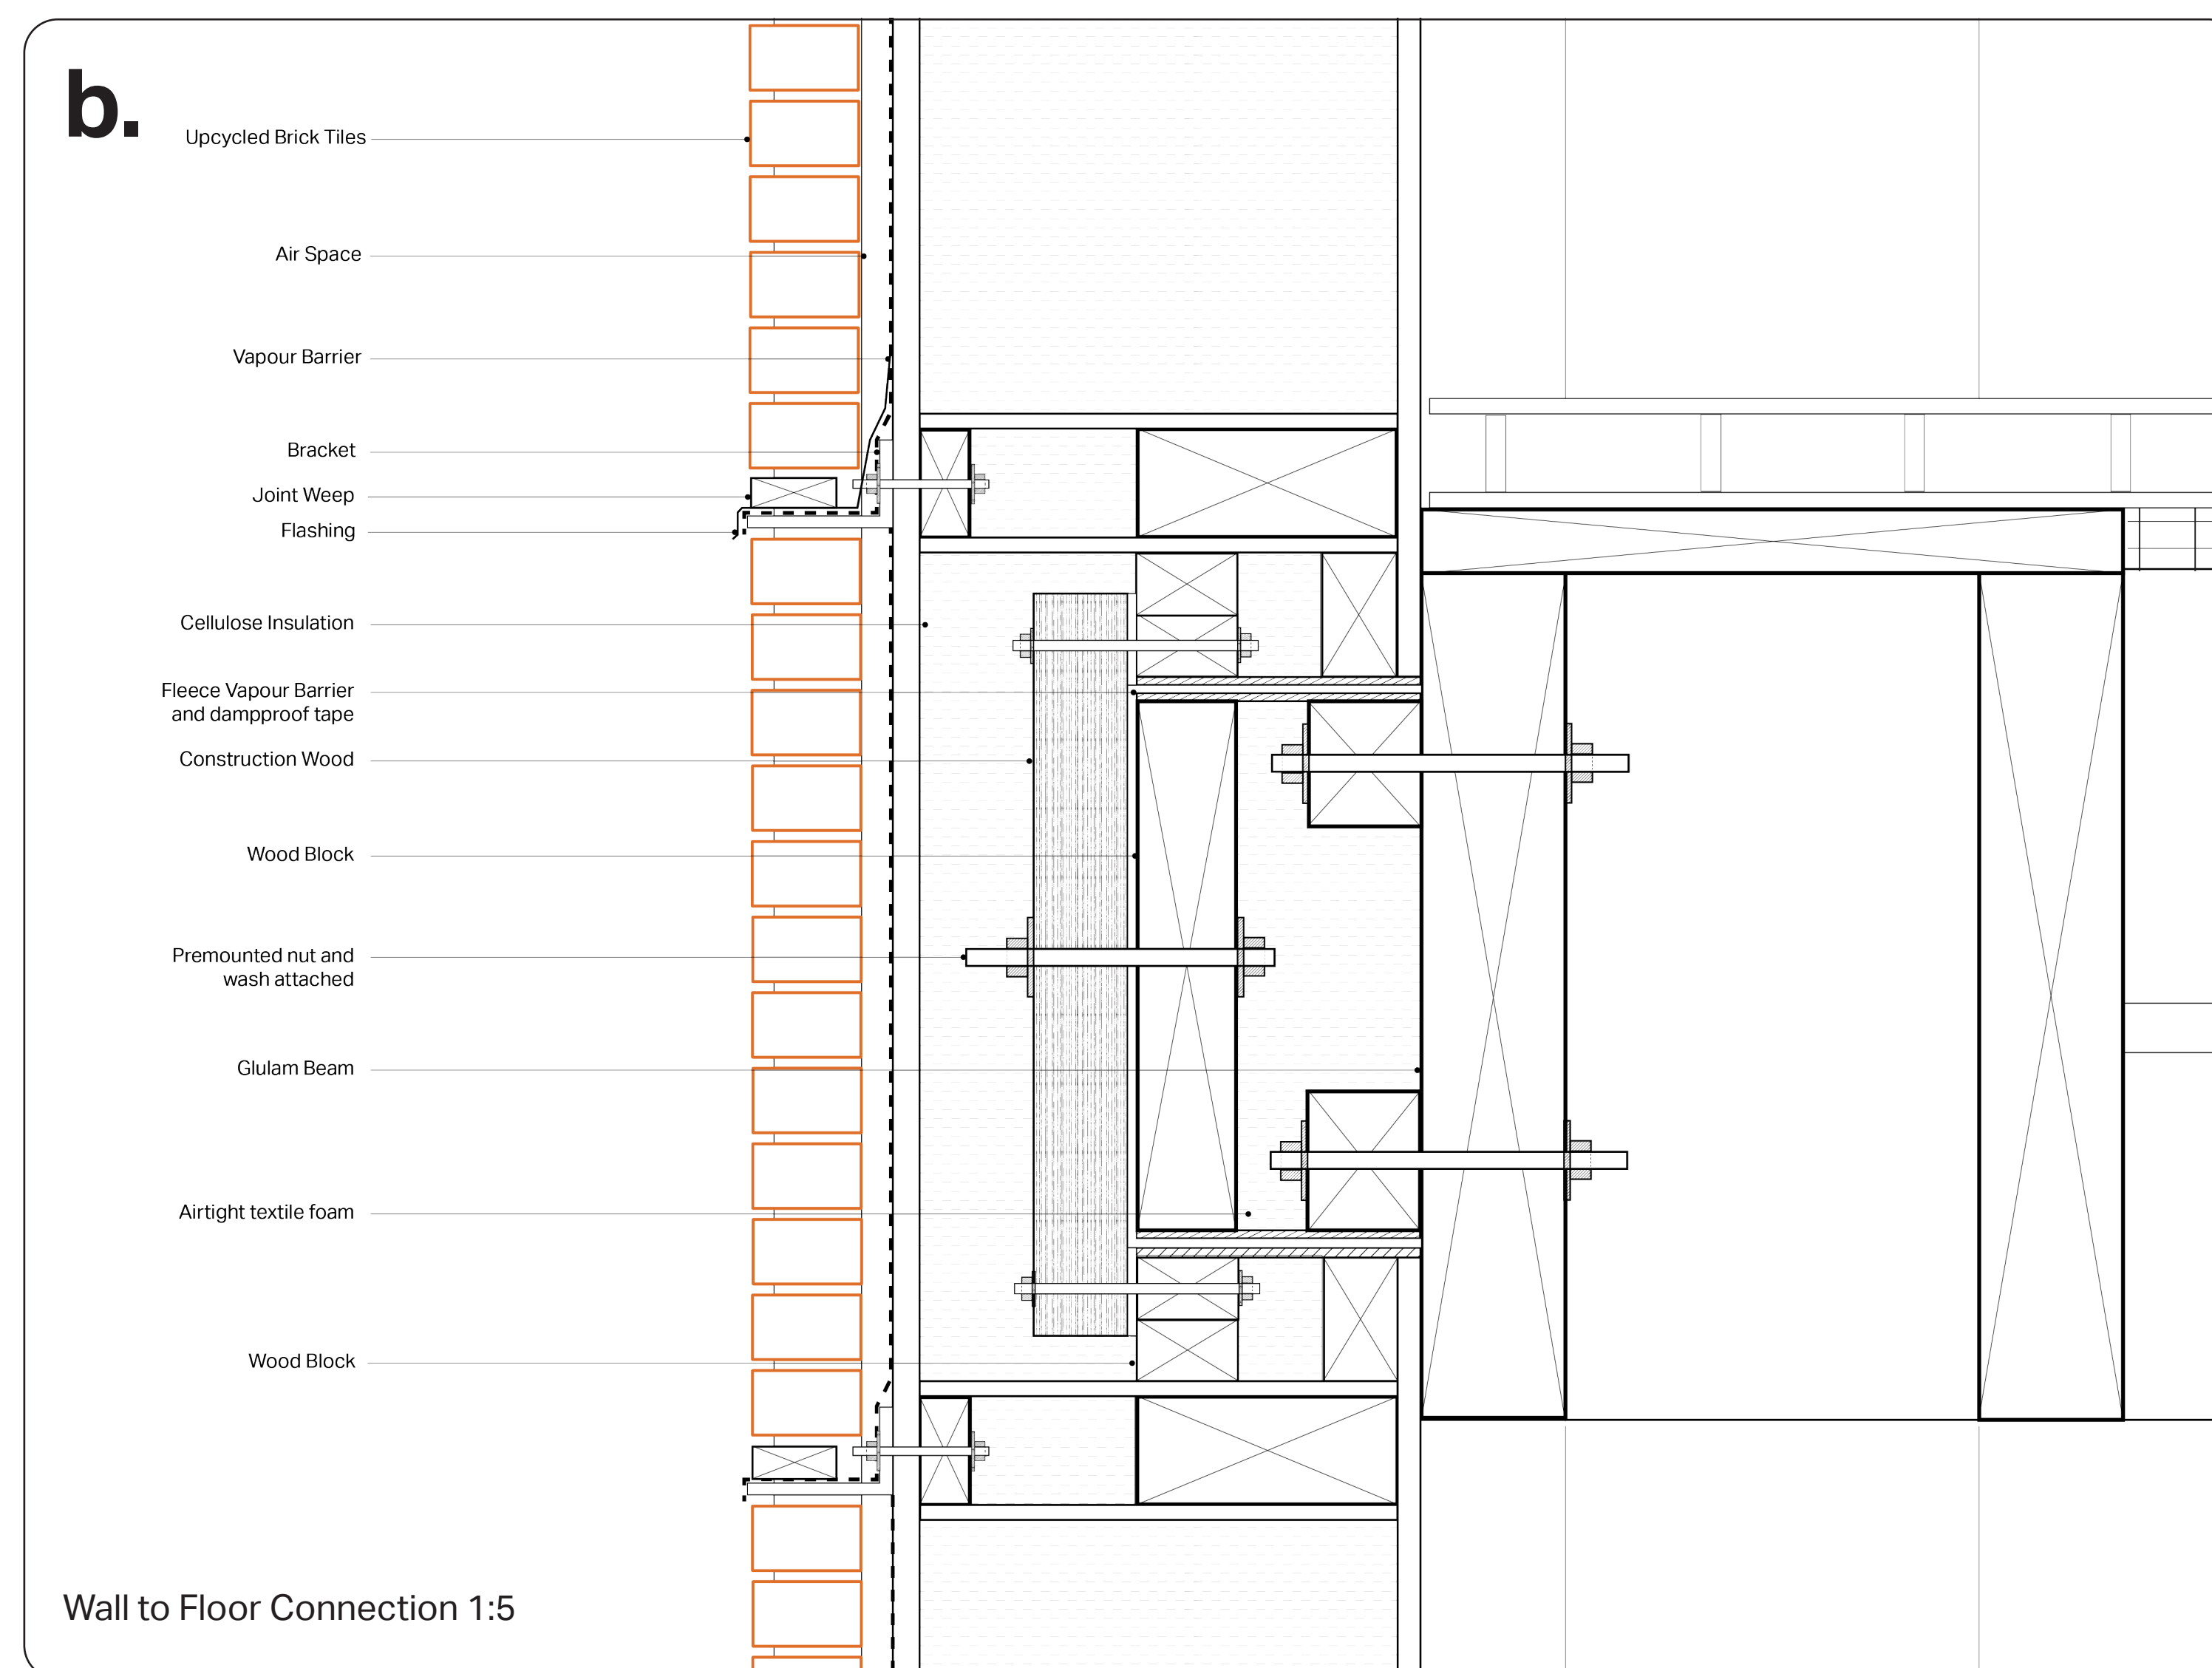 b.
Upcycled Brick Tiles
Air Space
Vapour Barrier
Bracket
Joint Weep
Flashing
Cellulose Insulation
Fleece Vapour Barrier
and dampproof tape
Construction Wood
Wood Block
Premounted nut and
wash attached
Glulam Beam
Airtight textile foam
Wood Block
Wall to Floor Connection 1:5